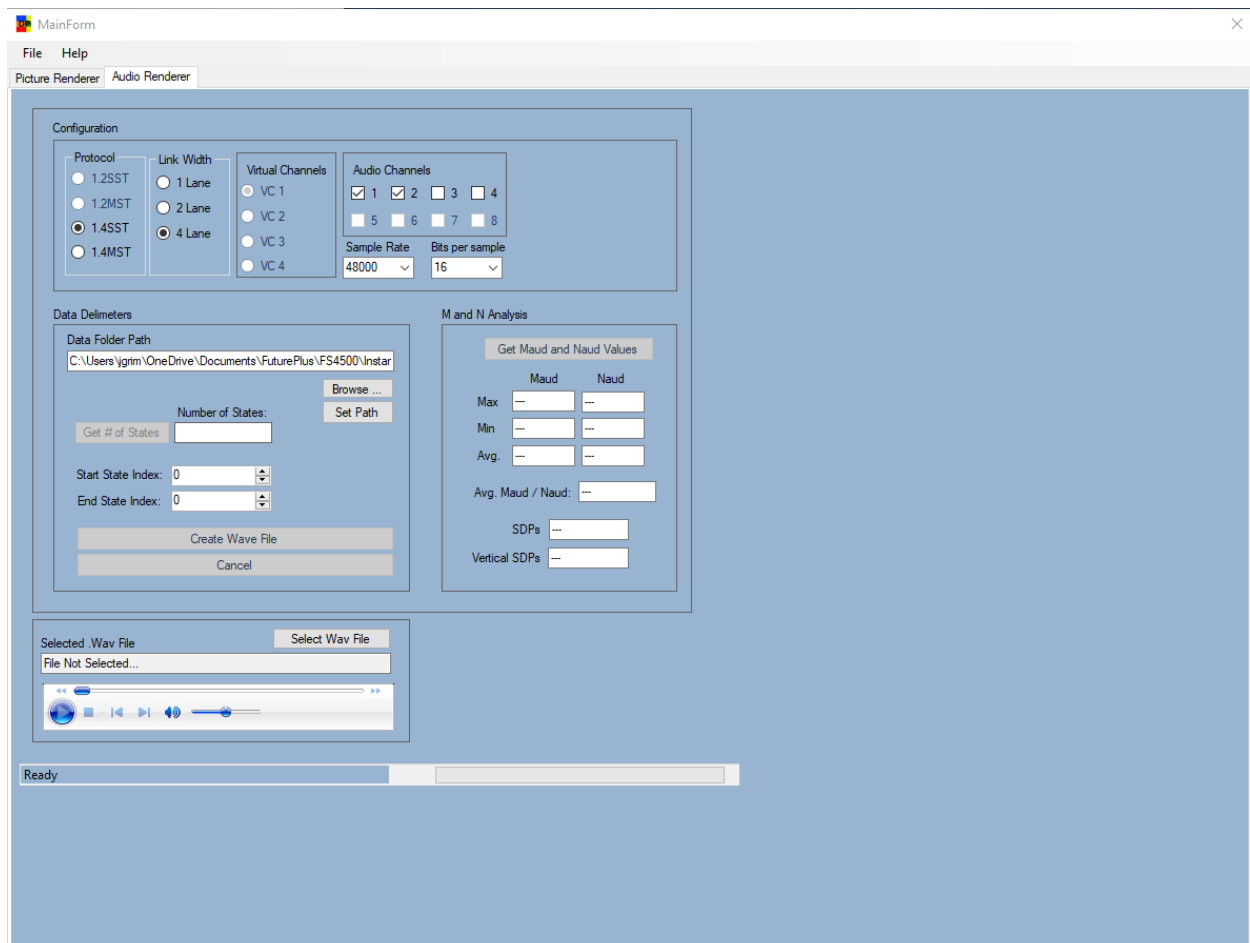 MainForm
File Help
Picture Renderer Audio Renderer
Configuration
Protocol
1.2SST
1.2MST
1.4SST
1.4MST
Link Width
1 Lane
2 Lane
4 Lane
Virtual Channels
VC 1
VC 2
VC 3
VC 4
Audio Channels
1 2 3 4
5 6 7 8
Sample Rate Bits per sample
48000 16
Data Delimeters
Data Folder Path
C:\Users\jgrim\OneDrive\Documents\FuturePlus\FS4500\Instar
Browse ...
Set Path
Number of States:
Get # of States
Start State Index: 0
End State Index: 0
Create Wave File
Cancel
M and N Analysis
Get Maud and Naud Values
Maud Naud
Max --- ---
Min --- ---
Avg. --- ---
Avg. Maud / Naud: ---
SDPs ---
Vertical SDPs ---
Selected .Wav File Select Wav File
File Not Selected...
Ready